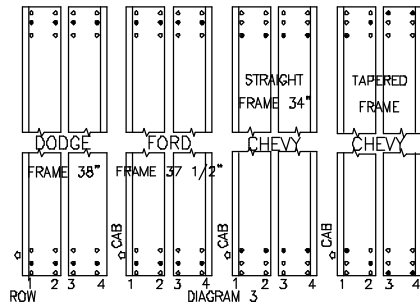 STRAIGHT
FRAME 34"
TAPERED
FRAME
DODGE FORD CHEVY CHEVY
FRAME 38" FRAME 37 1/2"
CAB CAB CAB
1 2 3 4 1 2 3 4 1 2 3 4 1 2 3 4
ROW DIAGRAM 3